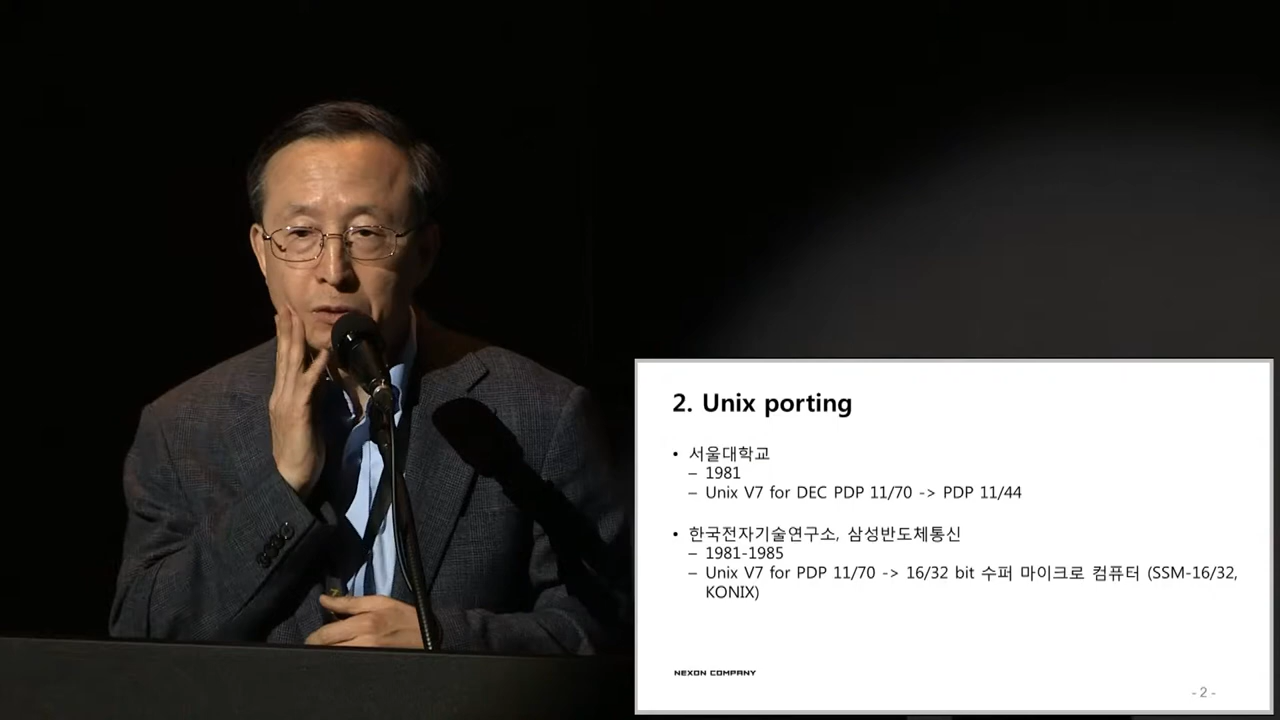 2. Unix porting
• 서울대학교
– 1981
– Unix V7 for DEC PDP 11/70 -> PDP 11/44
• 한국전자기술연구소, 삼성반도체통신
– 1981-1985
– Unix V7 for PDP 11/70 -> 16/32 bit 수퍼 마이크로 컴퓨터 (SSM-16/32,
KONIX)
NEXON COMPANY
- 2 -